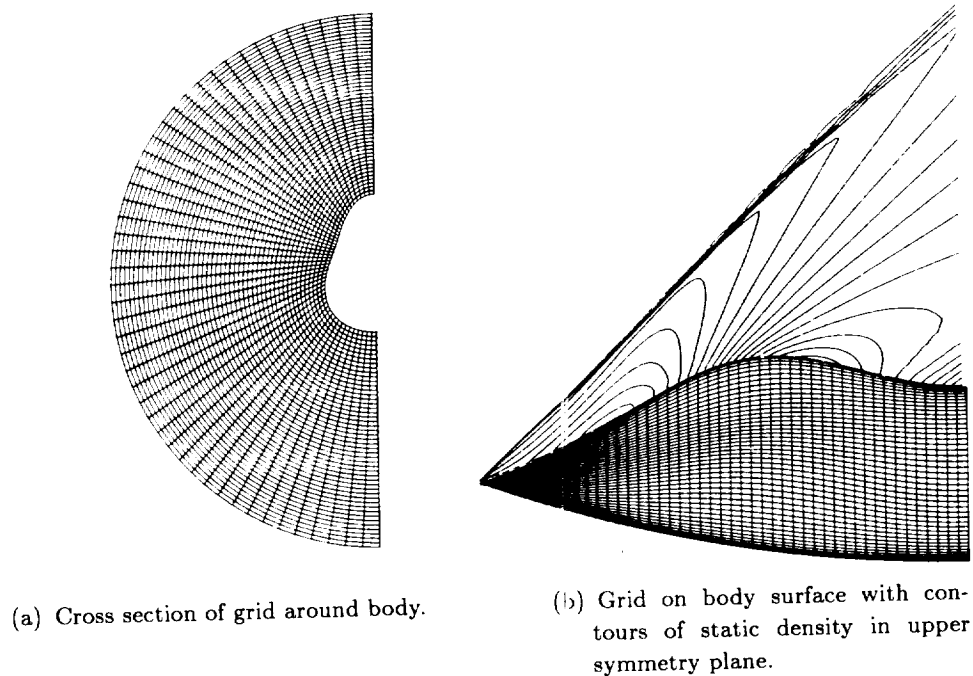 (a) Cross section of grid around body.
(b) Grid on body surface with con-
tours of static density in upper
symmetry plane.